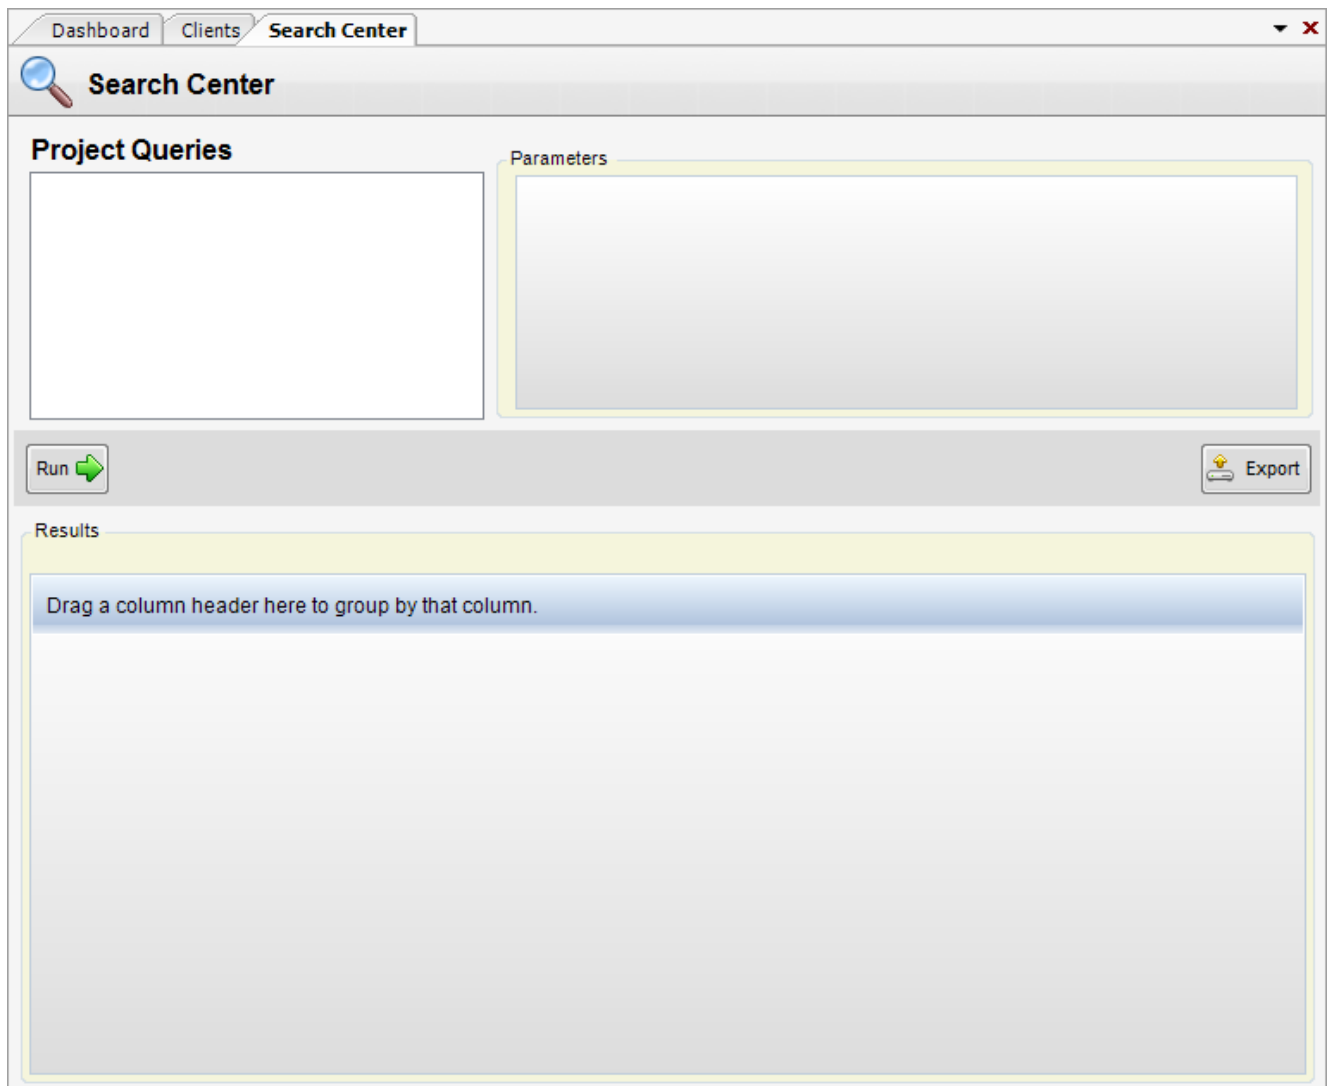 Dashboard Clients Search Center
Search Center
Project Queries
Parameters
Run
Export
Results
Drag a column header here to group by that column.